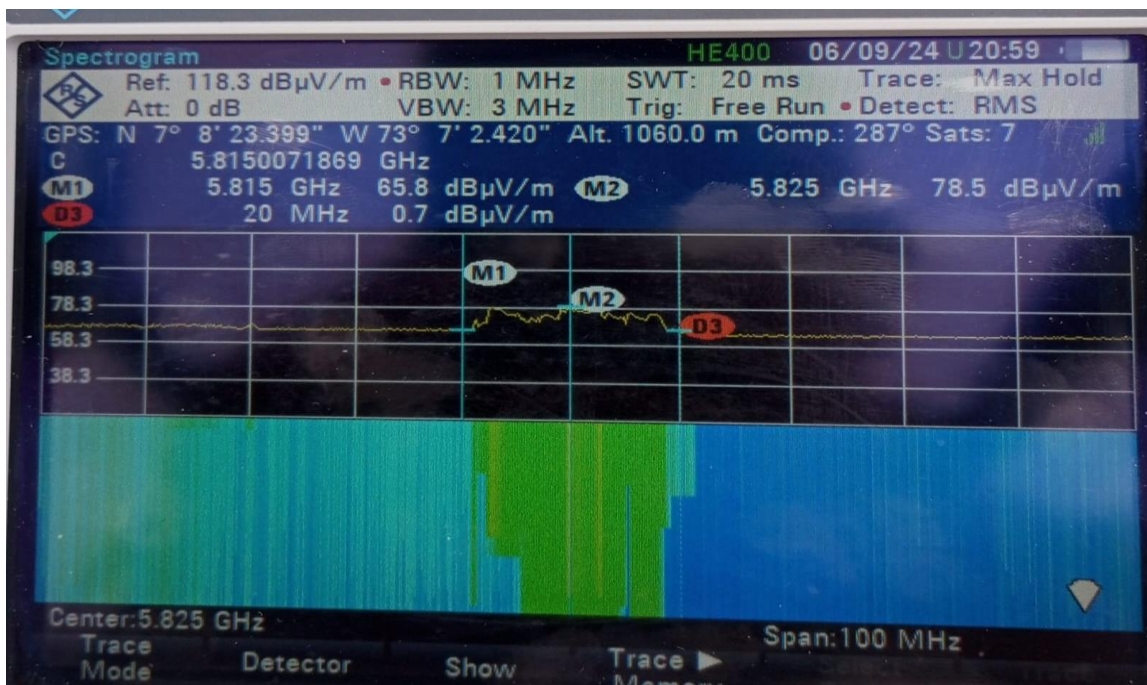 Spectrogram HE400 06/09/24 U 20:59
R&S Ref: 118.3 dBµV/m • RBW: 1 MHz SWT: 20 ms Trace: Max Hold
Att: 0 dB VBW: 3 MHz Trig: Free Run • Detect: RMS
GPS: N 7° 8' 23.399" W 73° 7' 2.420" Alt. 1060.0 m Comp.: 287° Sats: 7
C 5.8150071869 GHz
M1 5.815 GHz 65.8 dBµV/m M2 5.825 GHz 78.5 dBµV/m
D3 20 MHz 0.7 dBµV/m
98.3 M1
78.3 M2
58.3 D3
38.3
Center:5.825 GHz Span:100 MHz
Trace Mode Detector Show Trace ▶ Memory